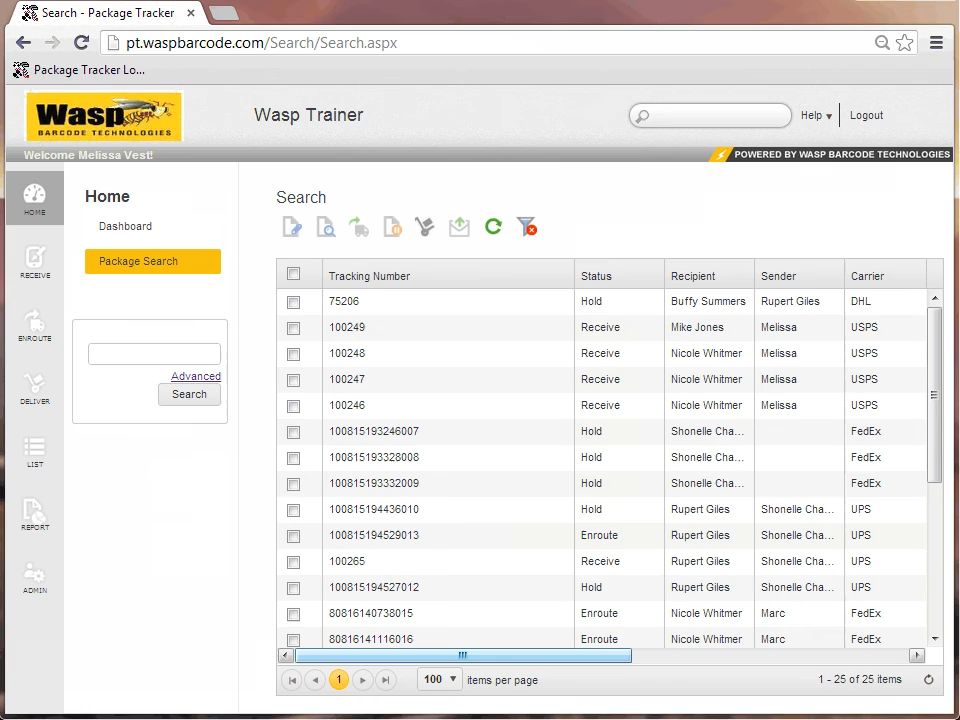 Search - Package Tracker
pt.waspbarcode.com/Search/Search.aspx
Package Tracker Lo...
Wasp
BARCODE TECHNOLOGIES
Wasp Trainer
Help
Logout
Welcome Melissa Vest!
POWERED BY WASP BARCODE TECHNOLOGIES
HOME
RECEIVE
ENROUTE
DELIVER
LIST
REPORT
ADMIN
Home
Dashboard
Package Search
Advanced
Search
Search
Tracking Number Status Recipient Sender Carrier
75206 Hold Buffy Summers Rupert Giles DHL
100249 Receive Mike Jones Melissa USPS
100248 Receive Nicole Whitmer Melissa USPS
100247 Receive Nicole Whitmer Melissa USPS
100246 Receive Nicole Whitmer Melissa USPS
100815193246007 Hold Shonelle Cha... FedEx
100815193328008 Hold Shonelle Cha... FedEx
100815193332009 Hold Shonelle Cha... FedEx
100815194436010 Hold Rupert Giles Shonelle Cha... UPS
100815194529013 Enroute Rupert Giles Shonelle Cha... UPS
100265 Receive Rupert Giles Shonelle Cha... UPS
100815194527012 Hold Rupert Giles Shonelle Cha... UPS
80816140738015 Enroute Nicole Whitmer Marc FedEx
80816141116016 Enroute Nicole Whitmer Marc FedEx
1 100 items per page 1 - 25 of 25 items